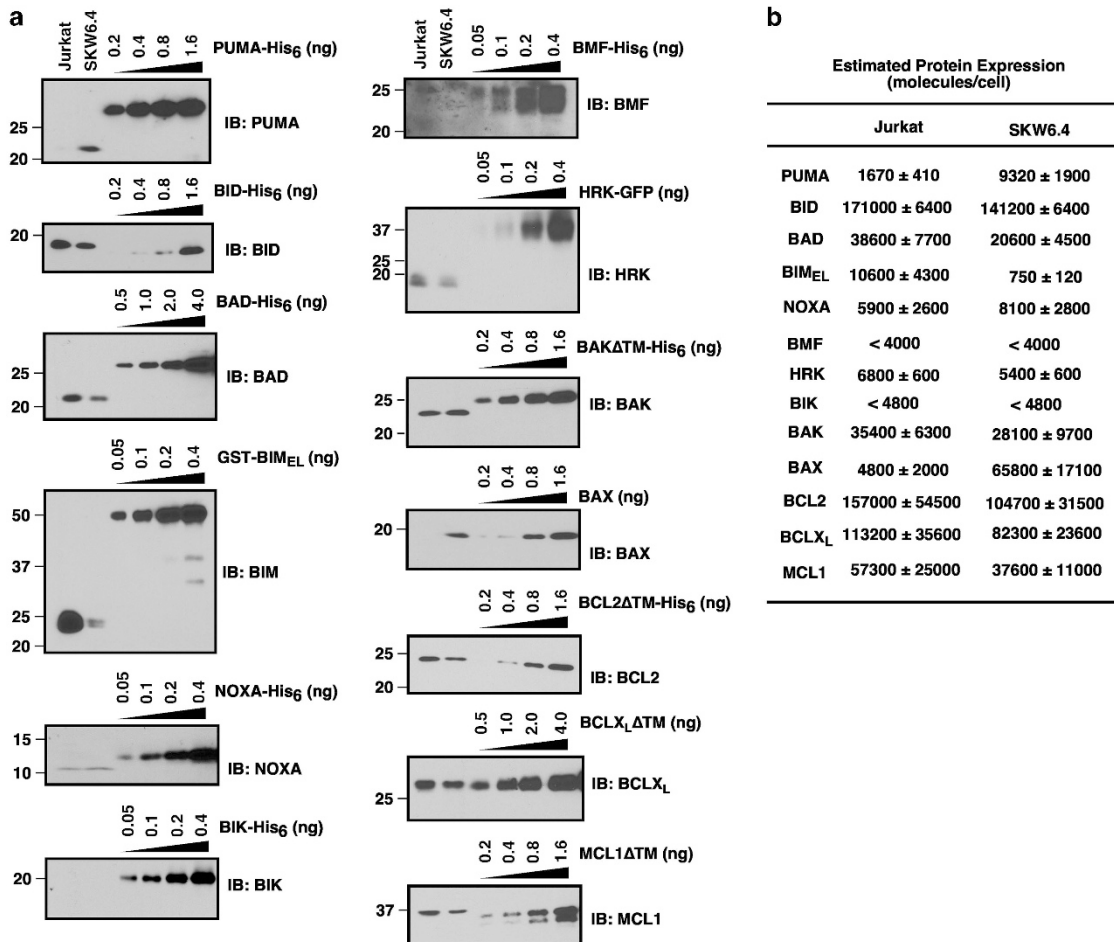 a
Jurkat
SKW6.4
0.2
0.4
0.8
1.6
PUMA-His6 (ng)
25
20
IB: PUMA
0.2
0.4
0.8
1.6
BID-His6 (ng)
20
IB: BID
0.5
1.0
2.0
4.0
BAD-His6 (ng)
25
20
IB: BAD
0.05
0.1
0.2
0.4
GST-BIMEL (ng)
50
37
25
20
IB: BIM
0.05
0.1
0.2
0.4
NOXA-His6 (ng)
15
10
IB: NOXA
0.05
0.1
0.2
0.4
BIK-His6 (ng)
20
IB: BIK
Jurkat
SKW6.4
0.05
0.1
0.2
0.4
BMF-His6 (ng)
25
20
IB: BMF
0.05
0.1
0.2
0.4
HRK-GFP (ng)
37
25
20
IB: HRK
0.2
0.4
0.8
1.6
BAKΔTM-His6 (ng)
25
20
IB: BAK
0.2
0.4
0.8
1.6
BAX (ng)
20
IB: BAX
0.2
0.4
0.8
1.6
BCL2ΔTM-His6 (ng)
25
20
IB: BCL2
0.5
1.0
2.0
4.0
BCLXLΔTM (ng)
25
IB: BCLXL
0.2
0.4
0.8
1.6
MCL1ΔTM (ng)
37
IB: MCL1
b
Estimated Protein Expression
(molecules/cell)
Jurkat SKW6.4
PUMA 1670 ± 410 9320 ± 1900
BID 171000 ± 6400 141200 ± 6400
BAD 38600 ± 7700 20600 ± 4500
BIMEL 10600 ± 4300 750 ± 120
NOXA 5900 ± 2600 8100 ± 2800
BMF < 4000 < 4000
HRK 6800 ± 600 5400 ± 600
BIK < 4800 < 4800
BAK 35400 ± 6300 28100 ± 9700
BAX 4800 ± 2000 65800 ± 17100
BCL2 157000 ± 54500 104700 ± 31500
BCLXL 113200 ± 35600 82300 ± 23600
MCL1 57300 ± 25000 37600 ± 11000